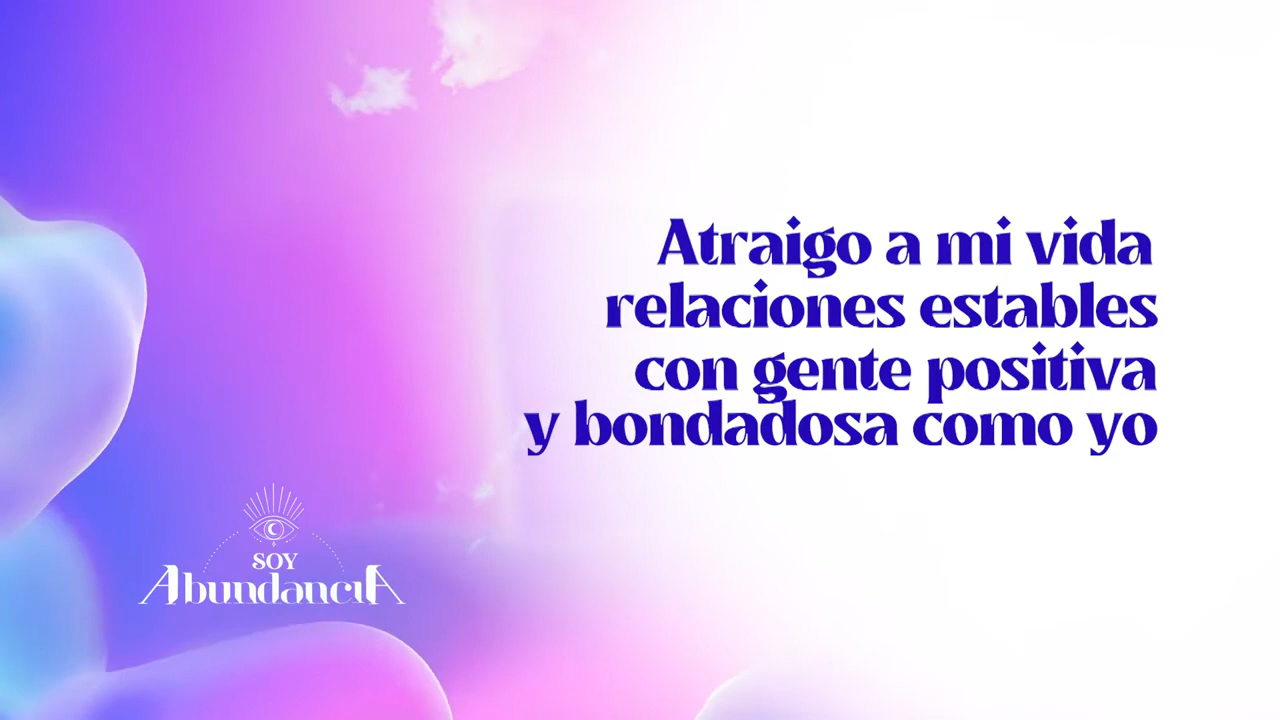 Atraigo a mi vida
relaciones estables
con gente positiva
y bondadosa como yo
SOY
AbundanciA